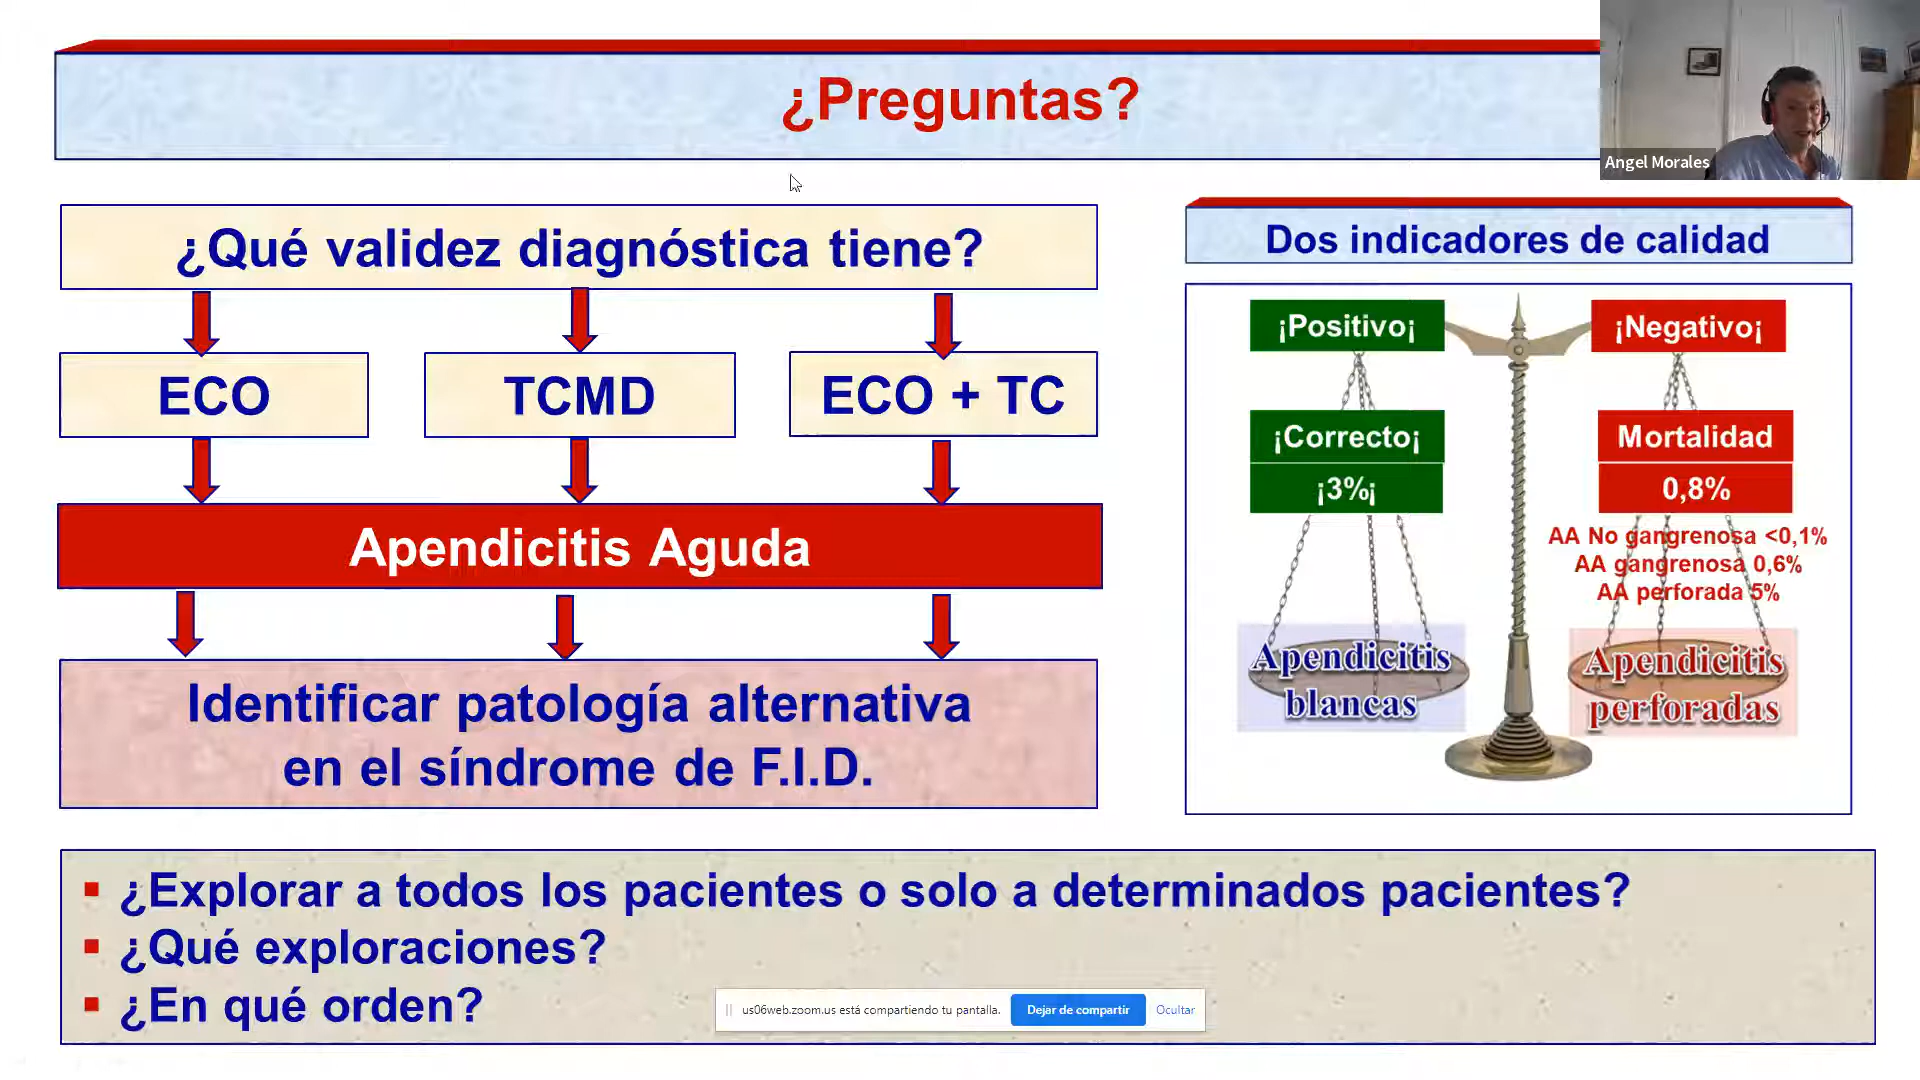 ¿Preguntas?
Angel Morales
¿Qué validez diagnóstica tiene?
ECO
TCMD
ECO + TC
Apendicitis Aguda
Identificar patología alternativa
en el síndrome de F.I.D.
Dos indicadores de calidad
¡Positivo¡
¡Correcto¡
¡3%¡
Apendicitis
blancas
¡Negativo¡
Mortalidad
0,8%
AA No gangrenosa <0,1%
AA gangrenosa 0,6%
AA perforada 5%
Apendicitis
perforadas
▪ ¿Explorar a todos los pacientes o solo a determinados pacientes?
▪ ¿Qué exploraciones?
▪ ¿En qué orden?
us06web.zoom.us está compartiendo tu pantalla. Dejar de compartir Ocultar